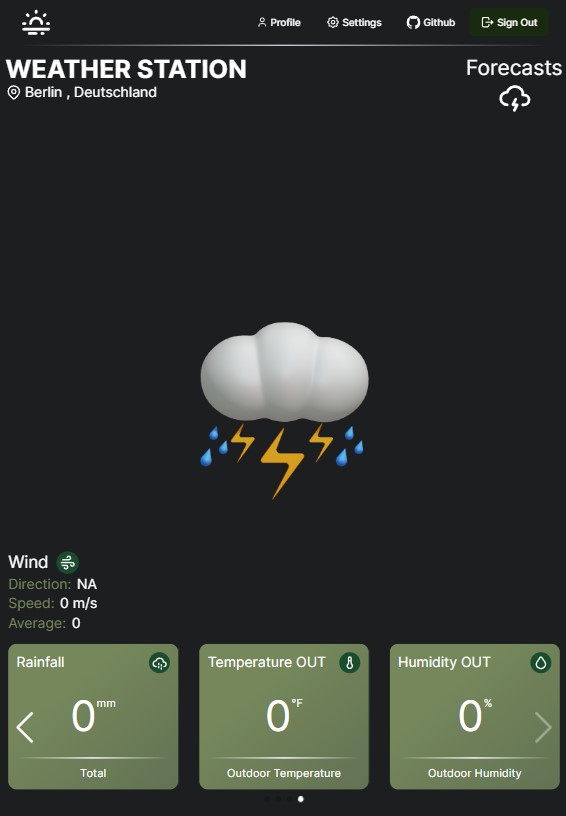 Profile Settings Github Sign Out
WEATHER STATION
Berlin , Deutschland
Forecasts
Wind
Direction: NA
Speed: 0 m/s
Average: 0
Rainfall
0 mm
Total
Temperature OUT
0 °F
Outdoor Temperature
Humidity OUT
0 %
Outdoor Humidity